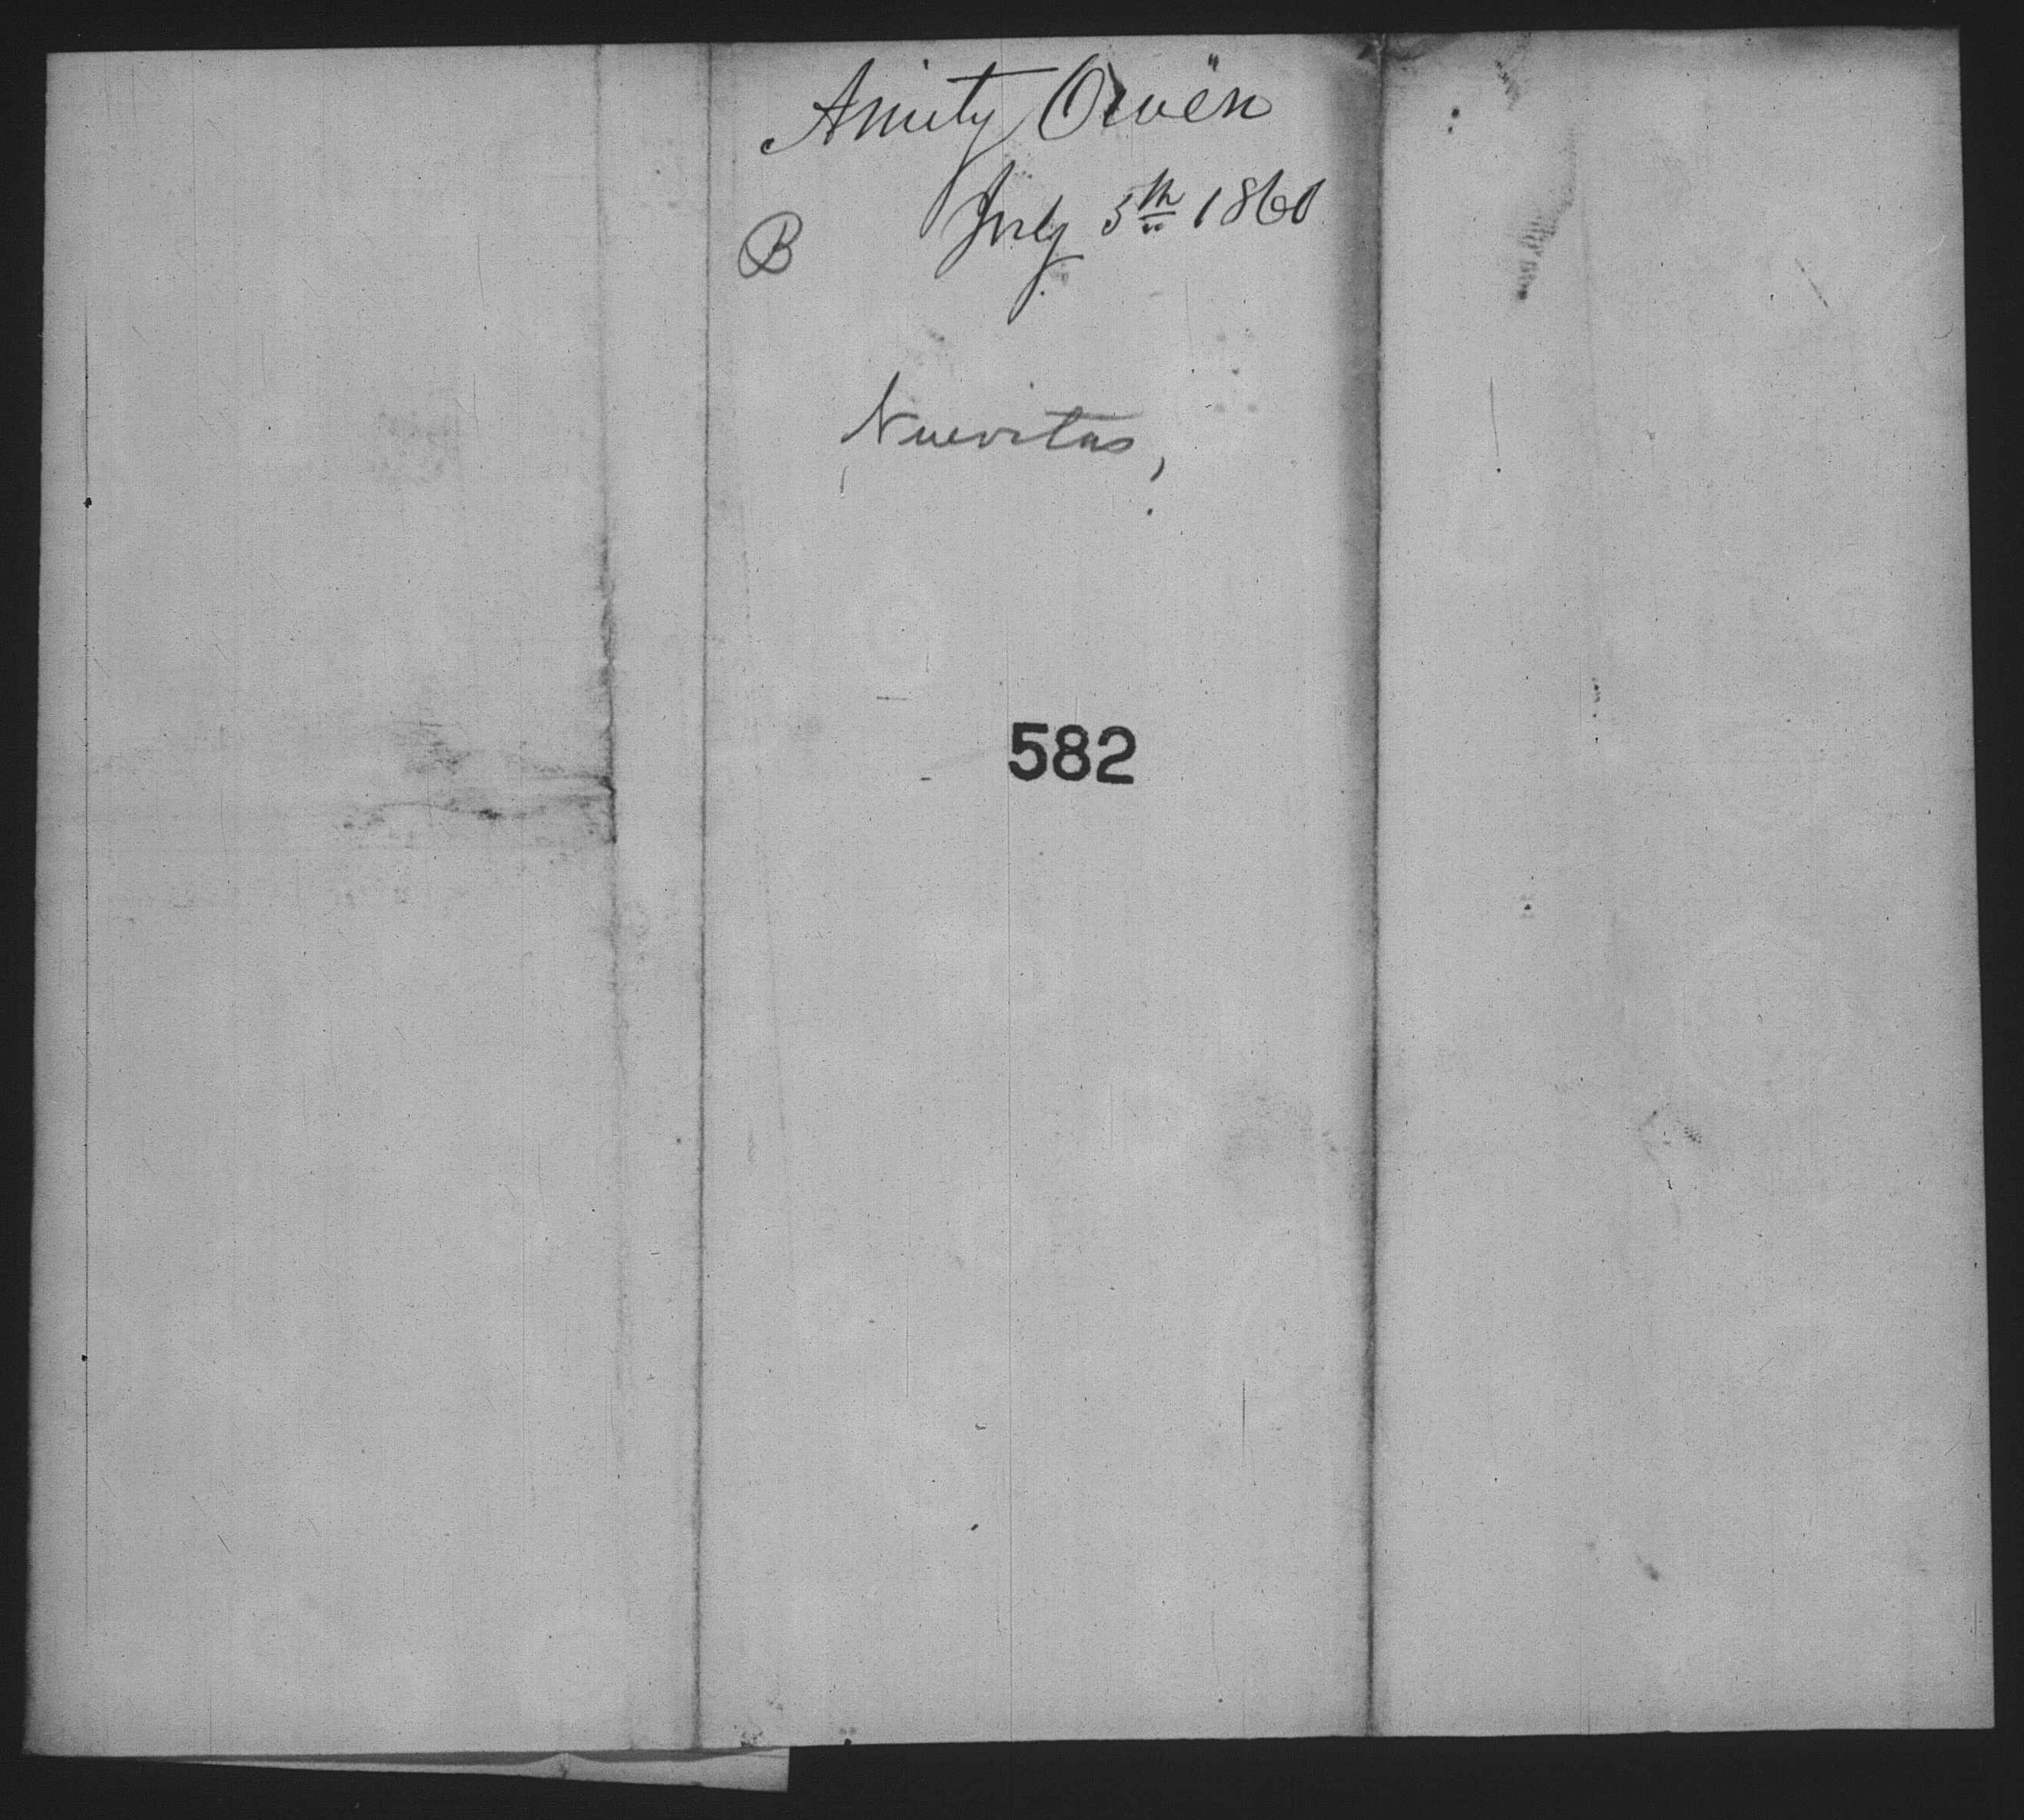 Amity Owen
July 5th 1860
B
Nuevitas,
582